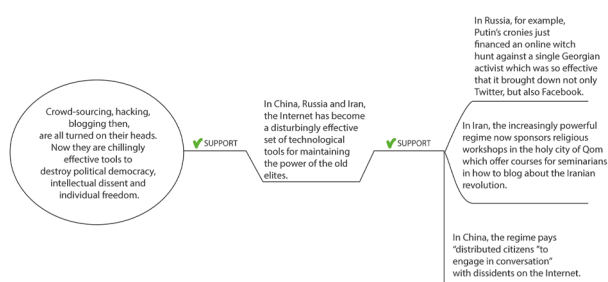 In Russia, for example,
Putin's cronies just
financed an online witch
hunt against a single Georgian
activist which was so effective
that it brought down not only
Twitter, but also Facebook.
Crowd-sourcing, hacking,
blogging then,
are all turned on their heads.
Now they are chillingly
effective tools to
destroy political democracy,
intellectual dissent and
individual freedom.
SUPPORT
In China, Russia and Iran,
the Internet has become
a disturbingly effective
set of technological
tools for maintaining
the power of the old
elites.
SUPPORT
In Iran, the increasingly powerful
regime now sponsors religious
workshops in the holy city of Qom
which offer courses for seminarians
in how to blog about the Iranian
revolution.
In China, the regime pays
"distributed citizens "to
engage in conversation"
with dissidents on the Internet.